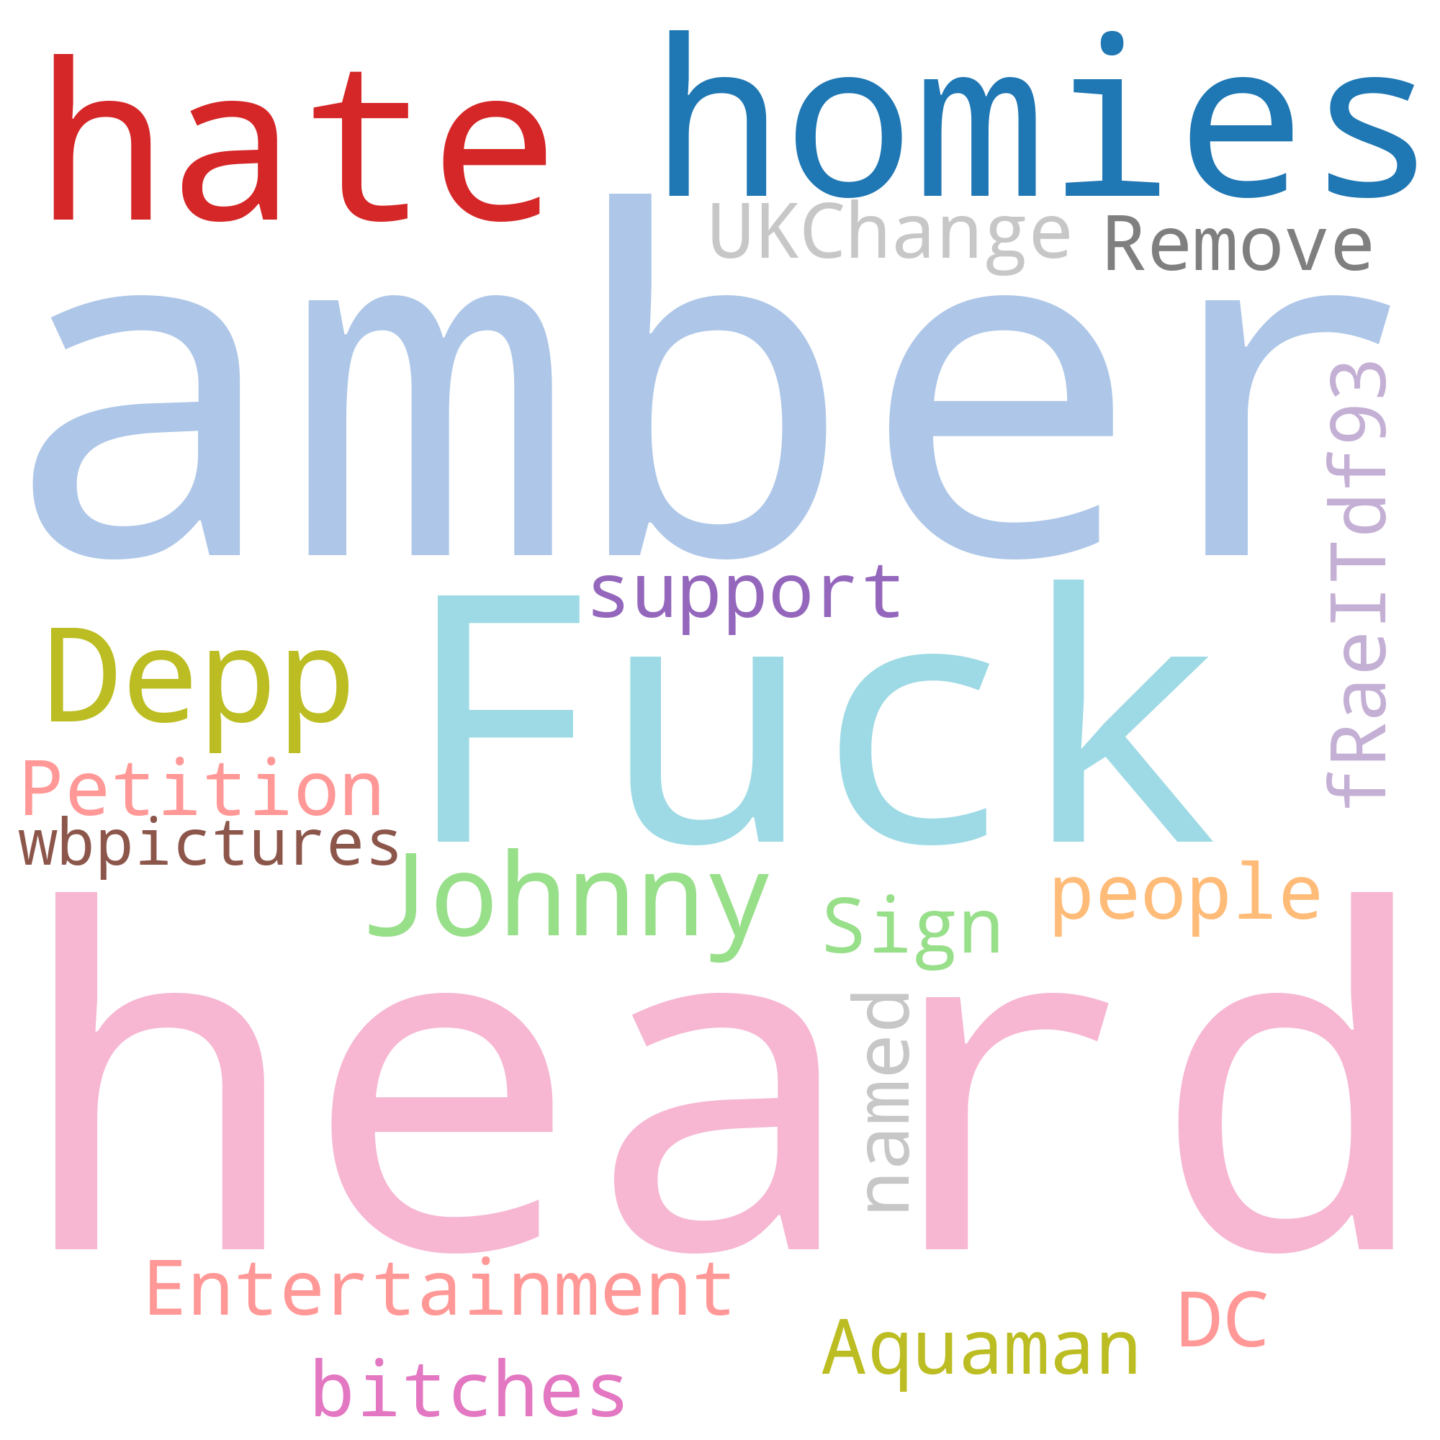 hate
homies
UKChange
Remove
amber
fRaeITdf93
support
Fuck
Depp
Petition
wbpictures
Johnny
Sign
people
heard
named
Entertainment
DC
Aquaman
bitches